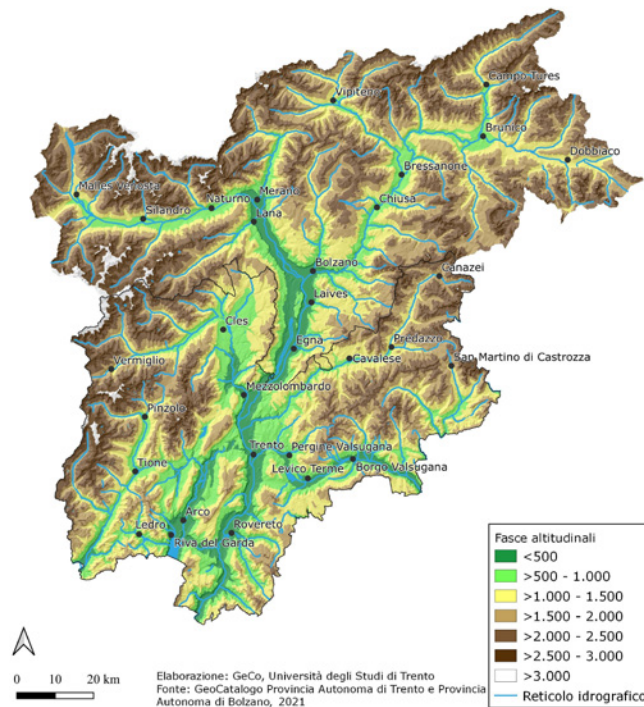 Campo Tures
Vipiteno
Brunico
Dobbiaco
Bressanone
Malles Venosta
Naturno
Merano
Silandro
Lana
Chiusa
Bolzano
Canazei
Laives
Cles
Egna
Predazzo
Cavalese
San Martino di Castrozza
Vermiglio
Mezzolombardo
Pinzolo
Trento
Pergine Valsugana
Tione
Levico Terme
Borgo Valsugana
Arco
Ledro
Rovereto
Riva del Garda
Fasce altitudinali
<500
>500 - 1.000
>1.000 - 1.500
>1.500 - 2.000
>2.000 - 2.500
>2.500 - 3.000
>3.000
Reticolo idrografico
0 10 20 km
Elaborazione: GeCo, Università degli Studi di Trento
Fonte: GeoCatalogo Provincia Autonoma di Trento e Provincia
Autonoma di Bolzano, 2021